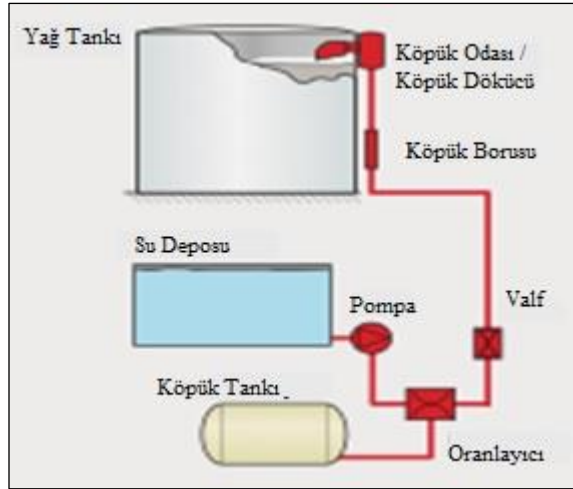 Yağ Tankı
Köpük Odası /
Köpük Dökücü
Köpük Borusu
Su Deposu
Pompa
Valf
Köpük Tankı
Oranlayıcı